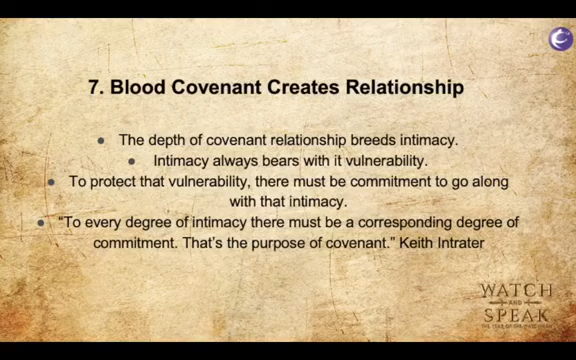 7. Blood Covenant Creates Relationship
● The depth of covenant relationship breeds intimacy.
● Intimacy always bears with it vulnerability.
● To protect that vulnerability, there must be commitment to go along
with that intimacy.
● “To every degree of intimacy there must be a corresponding degree of
commitment. That's the purpose of covenant.” Keith Intrater
WATCH
AND
SPEAK